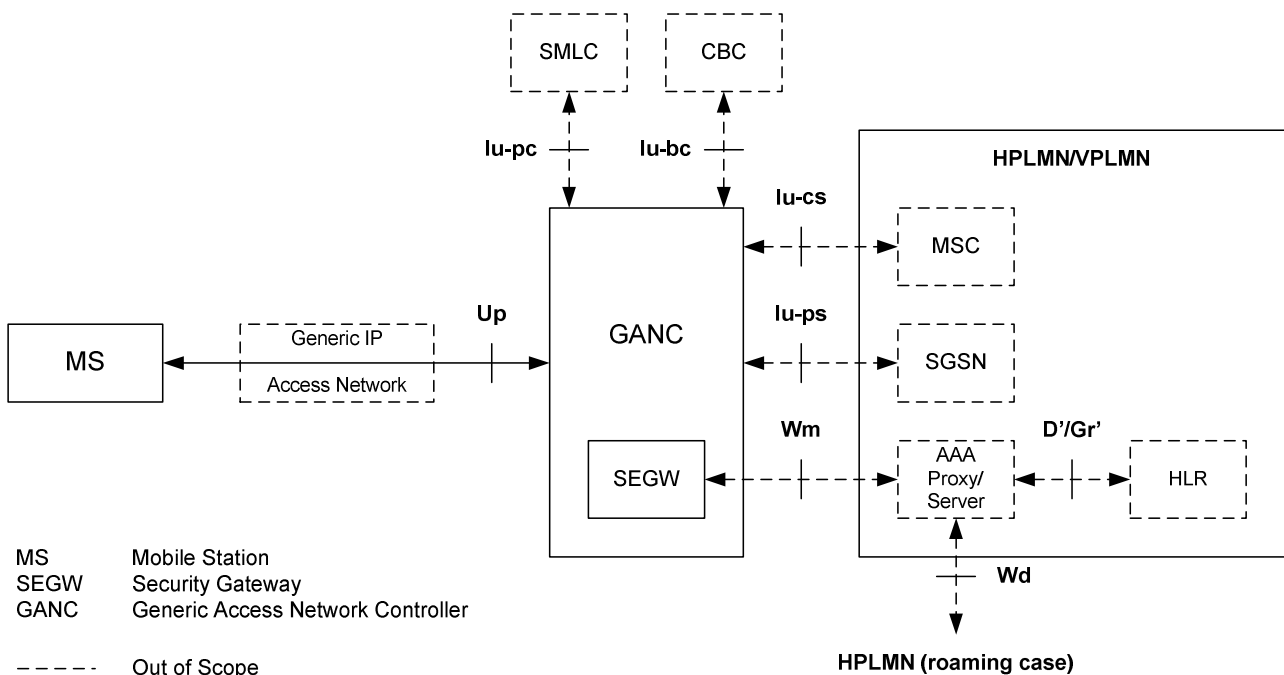 SMLC
CBC
Iu-pc
Iu-bc
HPLMN/VPLMN
Iu-cs
MSC
Up
Iu-ps
Generic IP
Access Network
MS
GANC
SGSN
Wm
D’/Gr’
SEGW
AAA
Proxy/
Server
HLR
MS Mobile Station
SEGW Security Gateway
GANC Generic Access Network Controller
Wd
Out of Scope
HPLMN (roaming case)